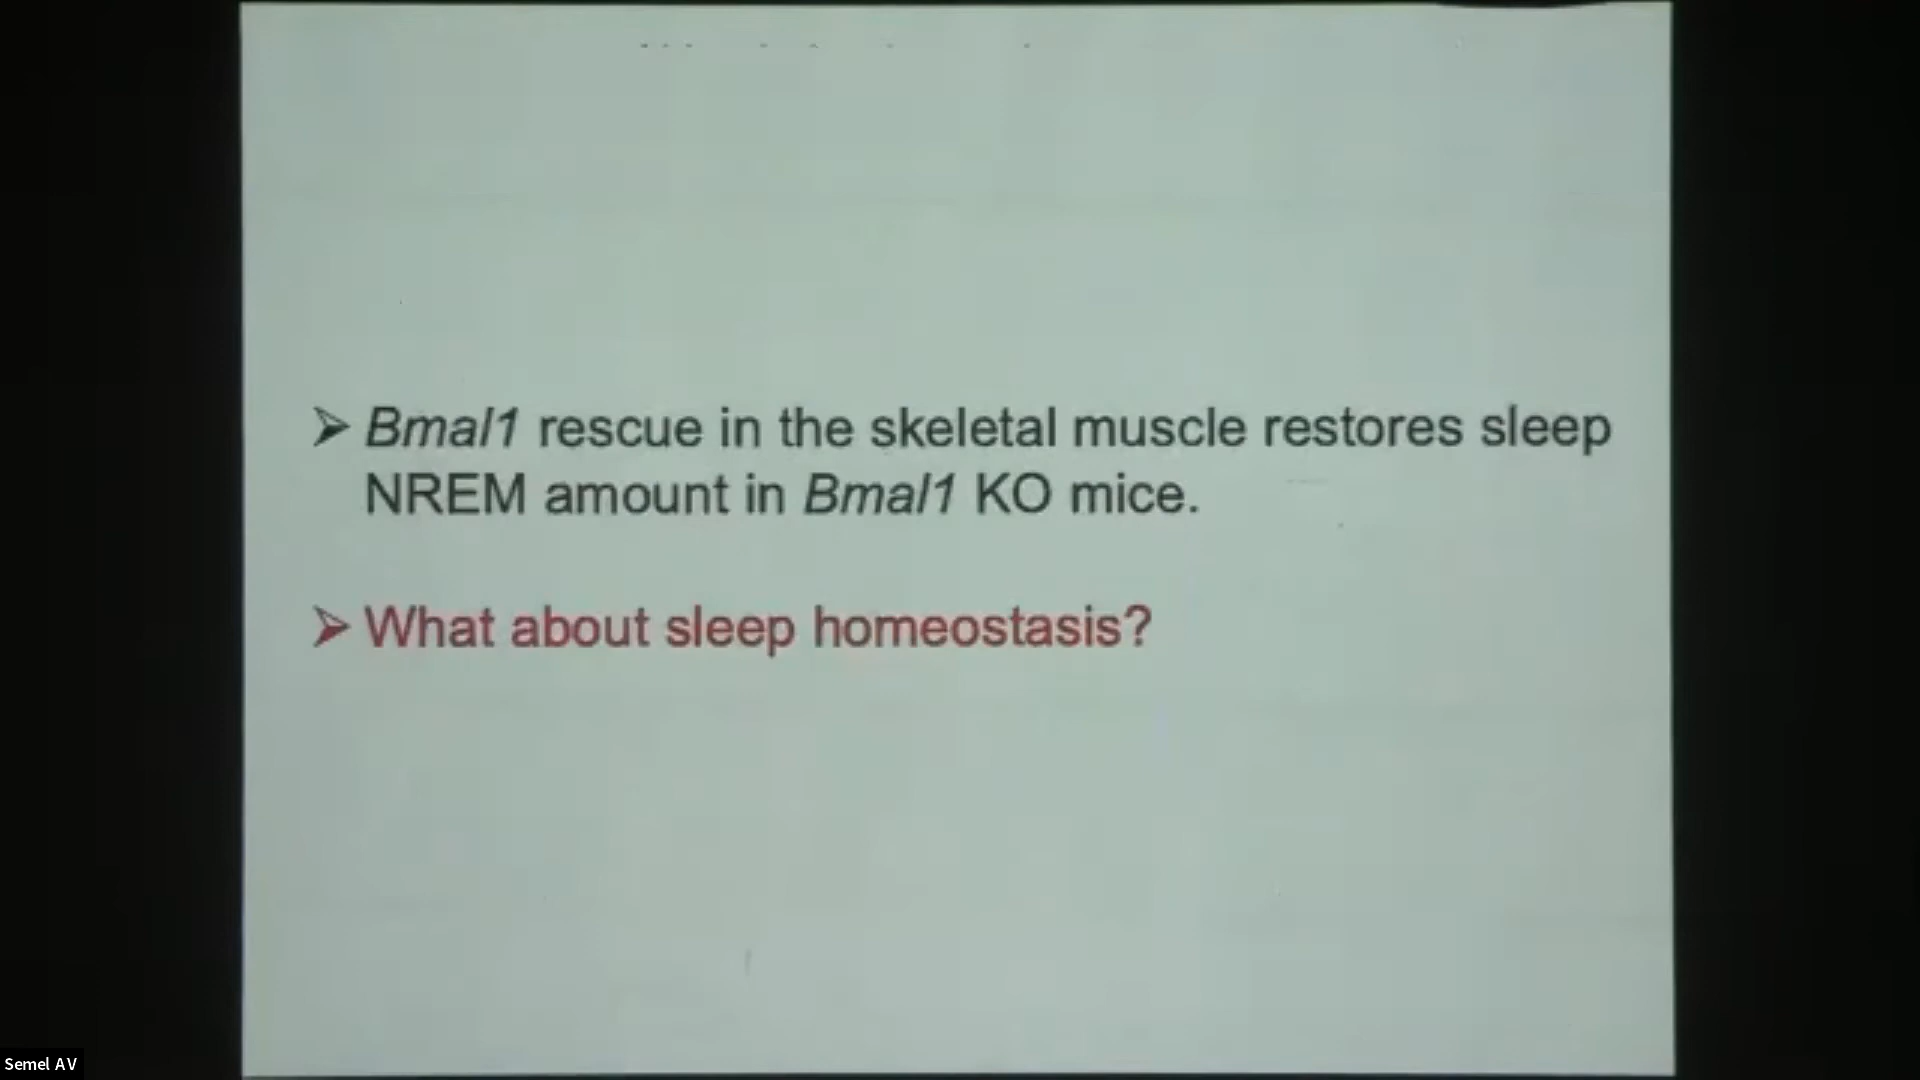 ➢ Bmal1 rescue in the skeletal muscle restores sleep
NREM amount in Bmal1 KO mice.
➢ What about sleep homeostasis?
Semel AV